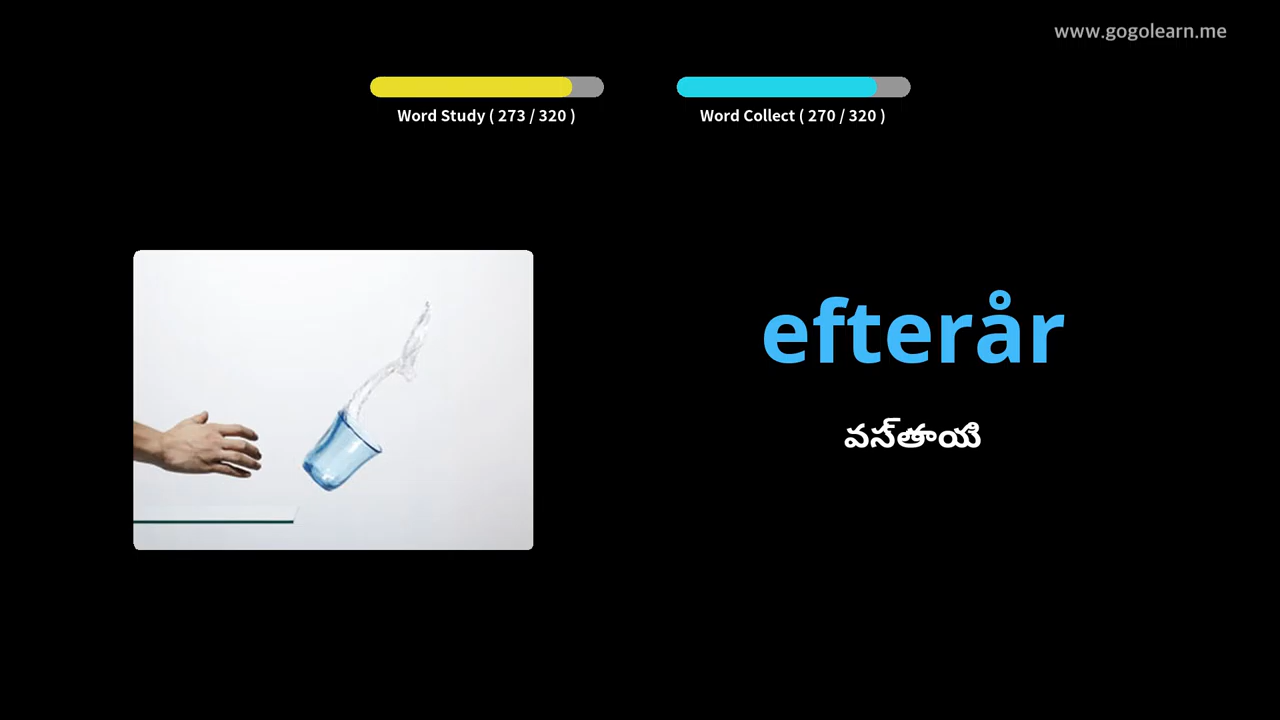 www.gogolearn.me
Word Study ( 273 / 320 )
Word Collect ( 270 / 320 )
efterår
వస్తాయి